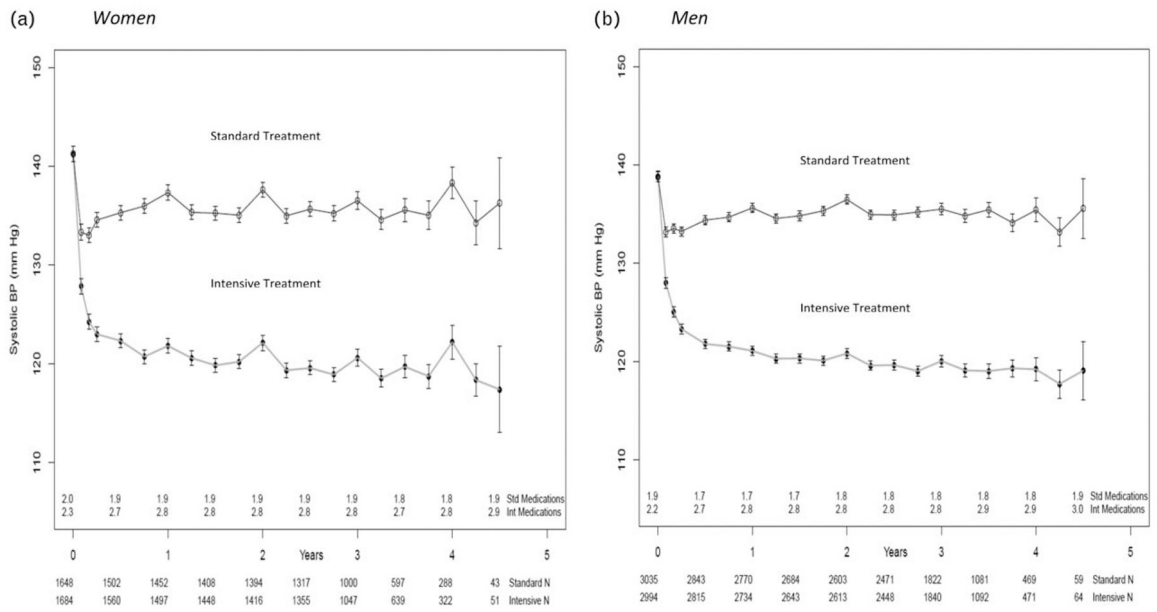 (a) Women
150
140
130
120
110
Systolic BP (mm Hg)
Standard Treatment
Intensive Treatment
2.0 1.9 1.9 1.9 1.9 1.9 1.9 1.8 1.8 1.9 Std Medications
2.3 2.7 2.8 2.8 2.8 2.8 2.8 2.7 2.8 2.9 Int Medications
0 1 2 Years 3 4 5
1648 1502 1452 1408 1394 1317 1000 597 288 43 Standard N
1684 1560 1497 1448 1416 1355 1047 639 322 51 Intensive N
(b) Men
150
140
130
120
110
Systolic BP (mm Hg)
Standard Treatment
Intensive Treatment
1.9 1.7 1.7 1.7 1.8 1.8 1.8 1.8 1.8 1.9 Std Medications
2.2 2.7 2.8 2.8 2.8 2.8 2.8 2.9 2.9 3.0 Int Medications
0 1 2 Years 3 4 5
3035 2843 2770 2684 2603 2471 1822 1081 469 59 Standard N
2994 2815 2734 2643 2613 2448 1840 1092 471 64 Intensive N